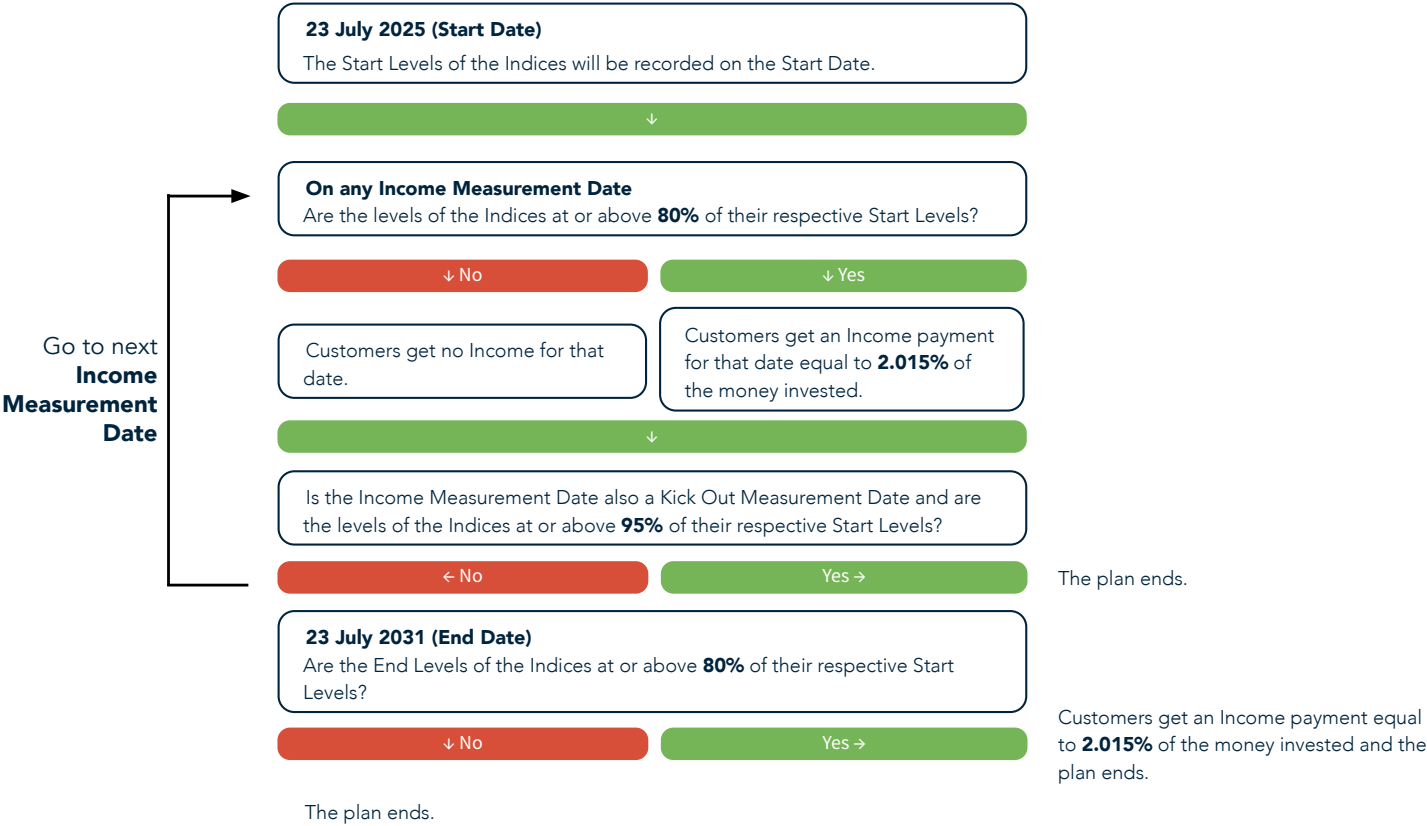 23 July 2025 (Start Date)
The Start Levels of the Indices will be recorded on the Start Date.
↓
On any Income Measurement Date
Are the levels of the Indices at or above 80% of their respective Start Levels?
↓ No
↓ Yes
Customers get no Income for that
date.
Customers get an Income payment
for that date equal to 2.015% of
the money invested.
Go to next
Income
Measurement
Date
↓
Is the Income Measurement Date also a Kick Out Measurement Date and are
the levels of the Indices at or above 95% of their respective Start Levels?
← No
Yes →
The plan ends.
23 July 2031 (End Date)
Are the End Levels of the Indices at or above 80% of their respective Start
Levels?
↓ No
Yes →
Customers get an Income payment equal
to 2.015% of the money invested and the
plan ends.
The plan ends.